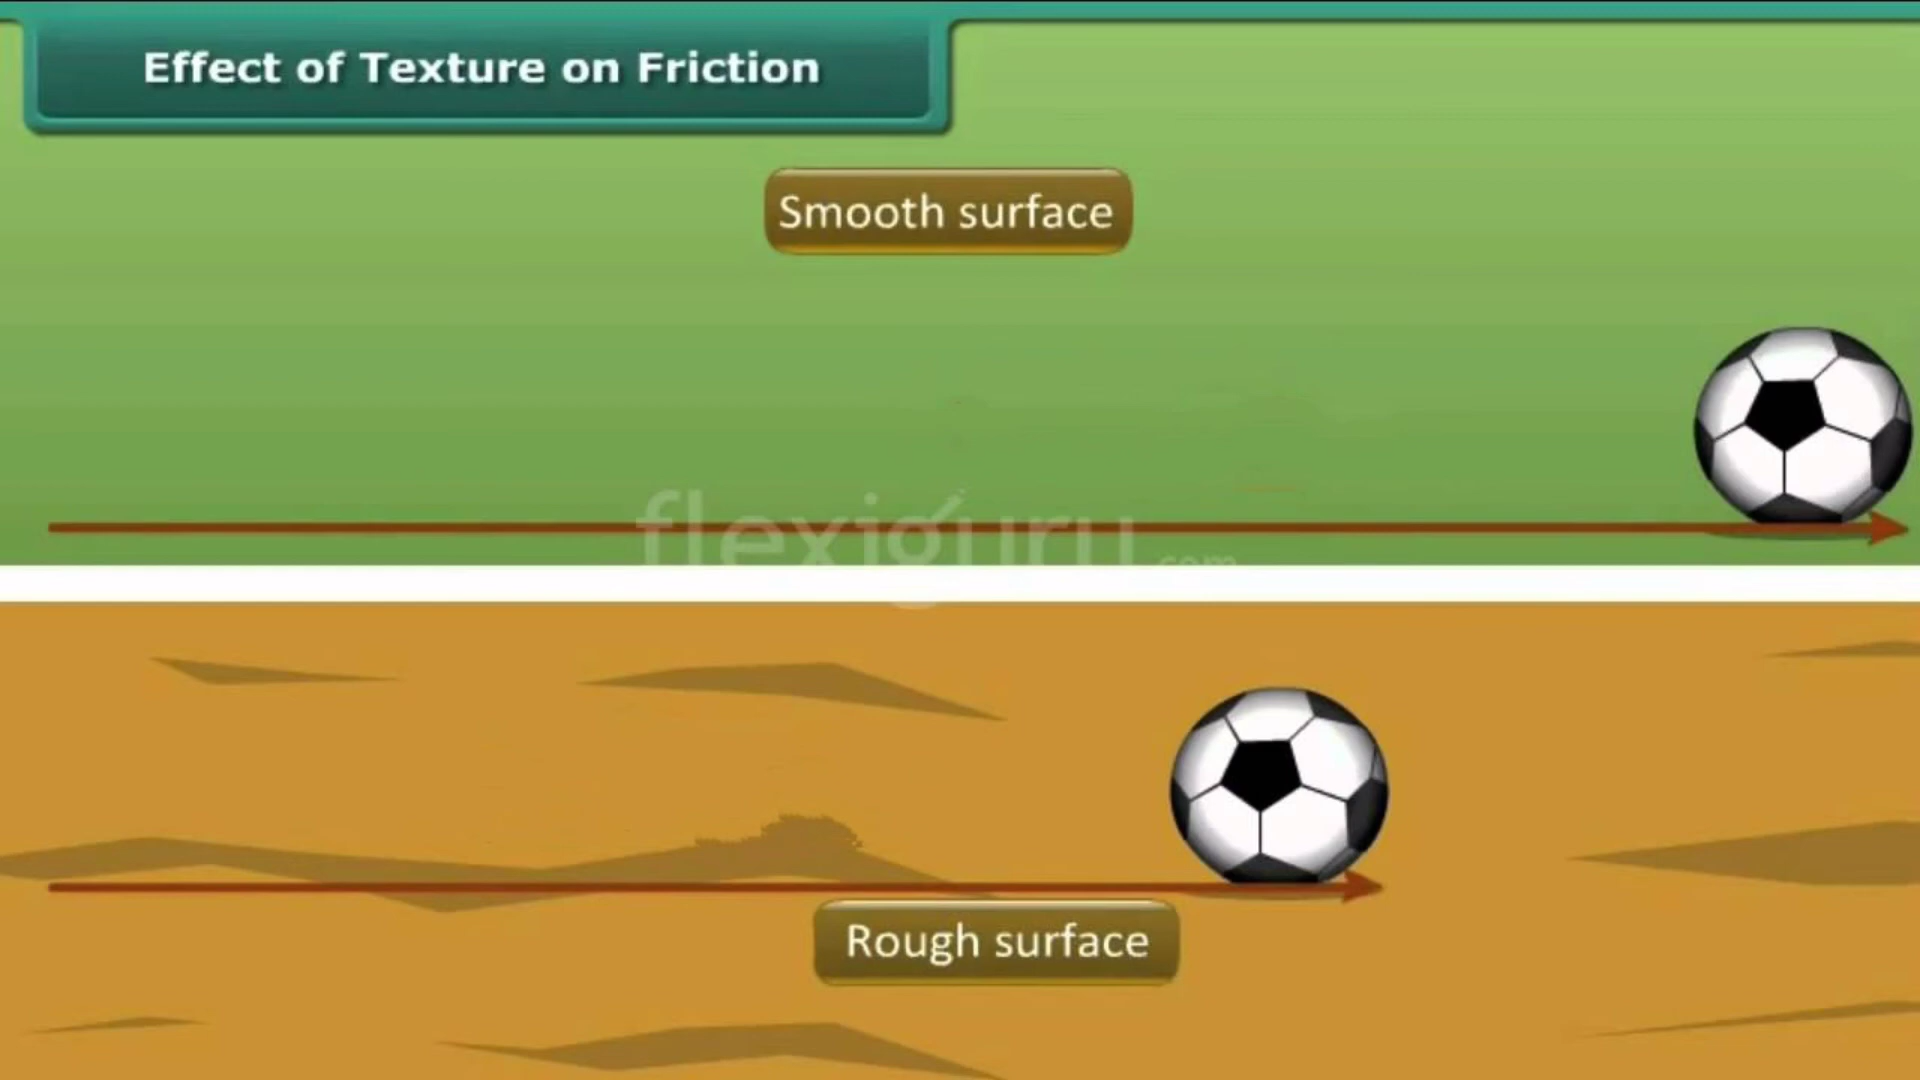 Effect of Texture on Friction
Smooth surface
flexiguru.com
Rough surface